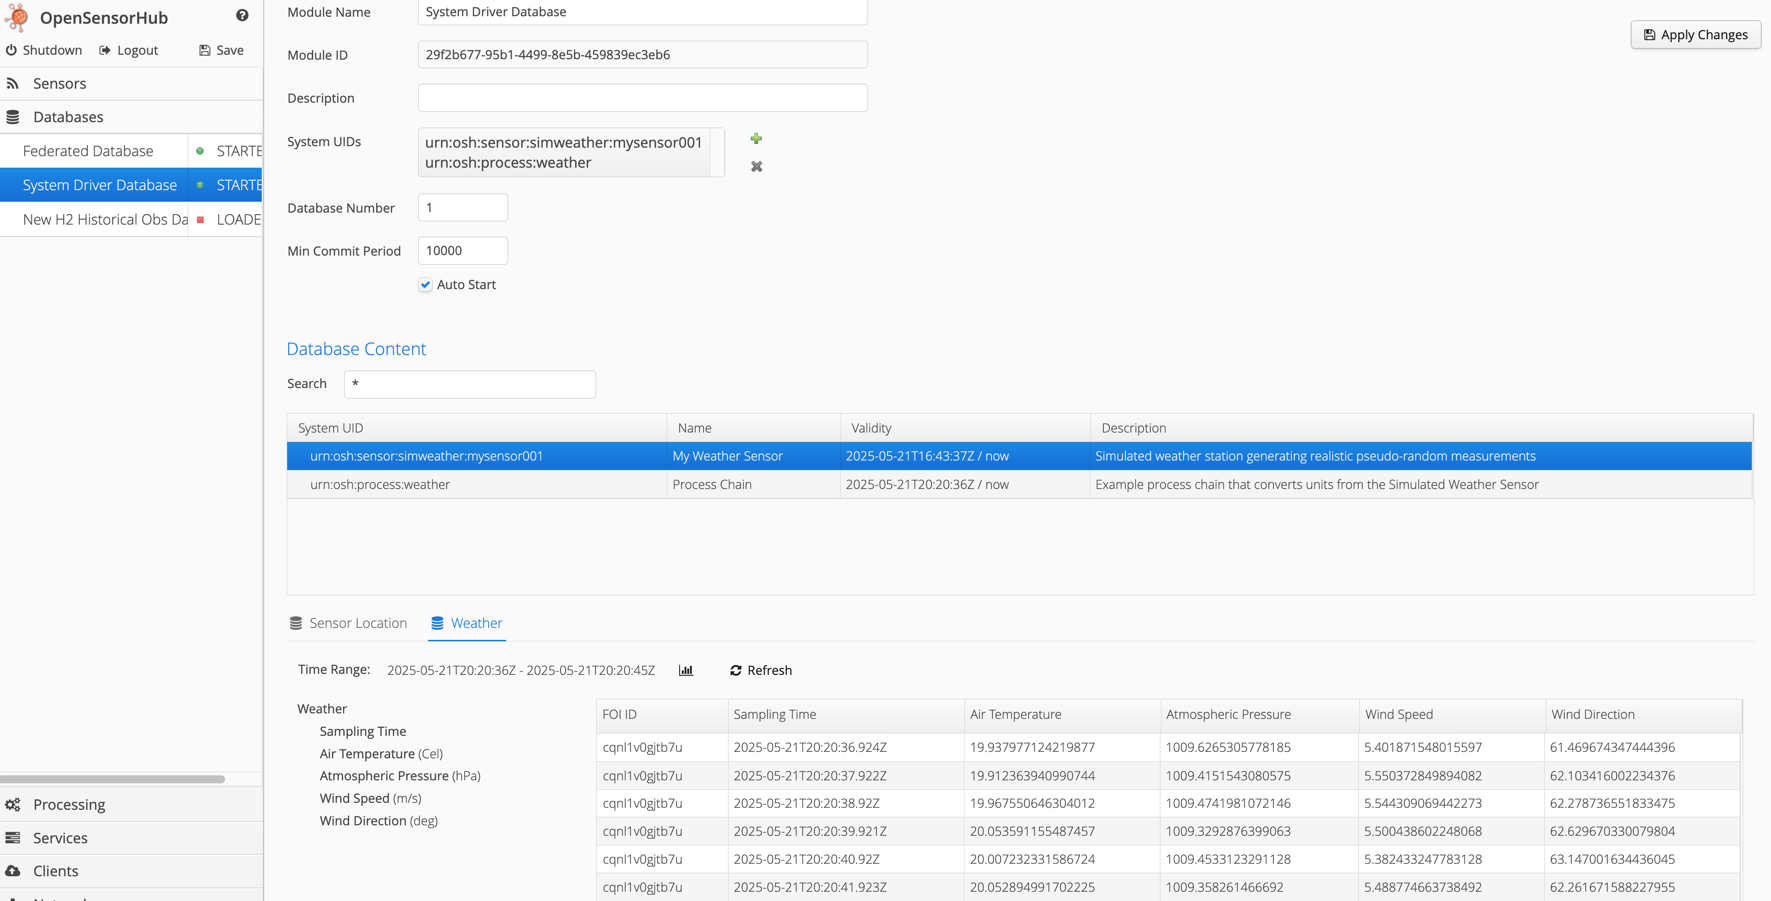 OpenSensorHub
Shutdown Logout Save
Sensors
Databases
Federated Database STARTE
System Driver Database STARTE
New H2 Historical Obs Da LOADE
Processing
Services
Clients
Module Name System Driver Database
Apply Changes
Module ID 29f2b677-95b1-4499-8e5b-459839ec3eb6
Description
System UIDs urn:osh:sensor:simweather:mysensor001
urn:osh:process:weather
Database Number 1
Min Commit Period 10000
Auto Start
Database Content
Search *
System UID Name Validity Description
urn:osh:sensor:simweather:mysensor001 My Weather Sensor 2025-05-21T16:43:37Z / now Simulated weather station generating realistic pseudo-random measurements
urn:osh:process:weather Process Chain 2025-05-21T20:20:36Z / now Example process chain that converts units from the Simulated Weather Sensor
Sensor Location Weather
Time Range: 2025-05-21T20:20:36Z - 2025-05-21T20:20:45Z Refresh
Weather
Sampling Time
Air Temperature (Cel)
Atmospheric Pressure (hPa)
Wind Speed (m/s)
Wind Direction (deg)
FOI ID Sampling Time Air Temperature Atmospheric Pressure Wind Speed Wind Direction
cqnl1v0gjtb7u 2025-05-21T20:20:36.924Z 19.937977124219877 1009.6265305778185 5.401871548015597 61.469674347444396
cqnl1v0gjtb7u 2025-05-21T20:20:37.922Z 19.912363940990744 1009.4151543080575 5.550372849894082 62.103416002234376
cqnl1v0gjtb7u 2025-05-21T20:20:38.92Z 19.967550646304012 1009.4741981072146 5.544309069442273 62.278736551833475
cqnl1v0gjtb7u 2025-05-21T20:20:39.921Z 20.053591155487457 1009.3292876399063 5.500438602248068 62.629670330079804
cqnl1v0gjtb7u 2025-05-21T20:20:40.92Z 20.007232331586724 1009.4533123291128 5.382433247783128 63.147001634436045
cqnl1v0gjtb7u 2025-05-21T20:20:41.923Z 20.052894991702225 1009.358261466692 5.488774663738492 62.261671588227955